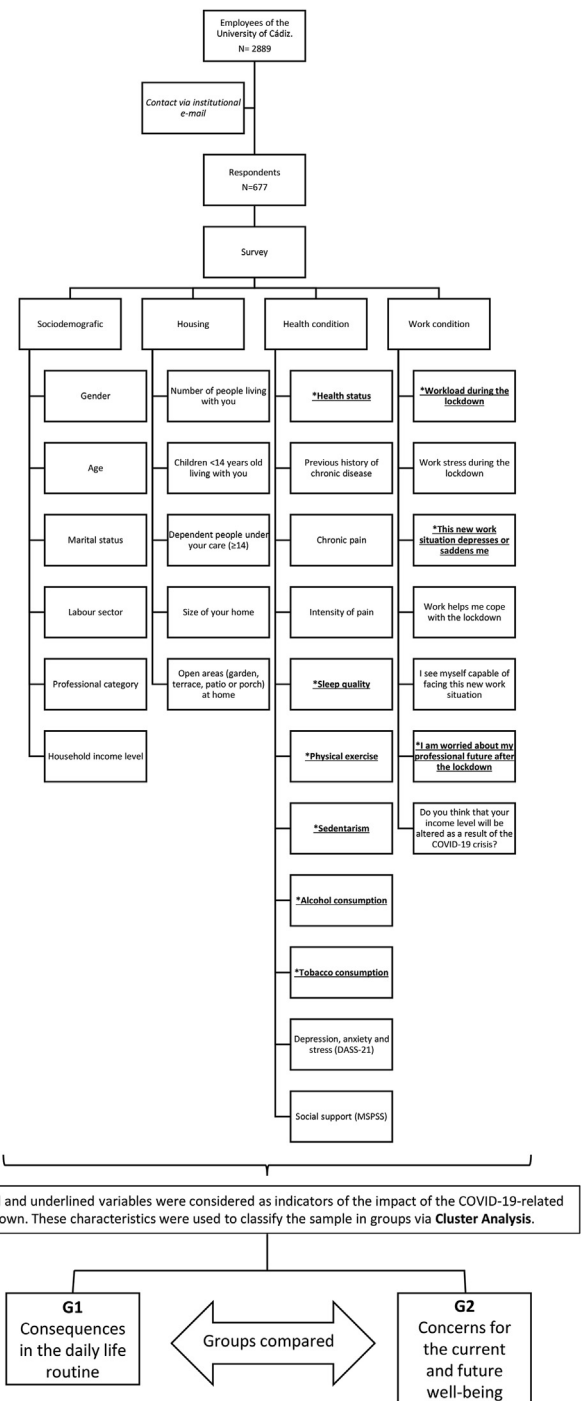 Employees of the
University of Cádiz.
N= 2889
Contact via institutional
e-mail
Respondents
N=677
Survey
Sociodemografic
Housing
Health condition
Work condition
Gender
Age
Marital status
Labour sector
Professional category
Household income level
Number of people living
with you
Children <14 years old
living with you
Dependent people under
your care (≥14)
Size of your home
Open areas (garden,
terrace, patio or porch)
at home
*Health status
Previous history of
chronic disease
Chronic pain
Intensity of pain
*Sleep quality
*Physical exercise
*Sedentarism
*Alcohol consumption
*Tobacco consumption
Depression, anxiety and
stress (DASS-21)
Social support (MSPSS)
*Workload during the
lockdown
Work stress during the
lockdown
*This new work
situation depresses or
saddens me
Work helps me cope
with the lockdown
I see myself capable of
facing this new work
situation
*I am worried about my
professional future after
the lockdown
Do you think that your
income level will be
altered as a result of the
COVID-19 crisis?
and underlined variables were considered as indicators of the impact of the COVID-19-related
own. These characteristics were used to classify the sample in groups via Cluster Analysis.
G1
Consequences
in the daily life
routine
Groups compared
G2
Concerns for
the current
and future
well-being